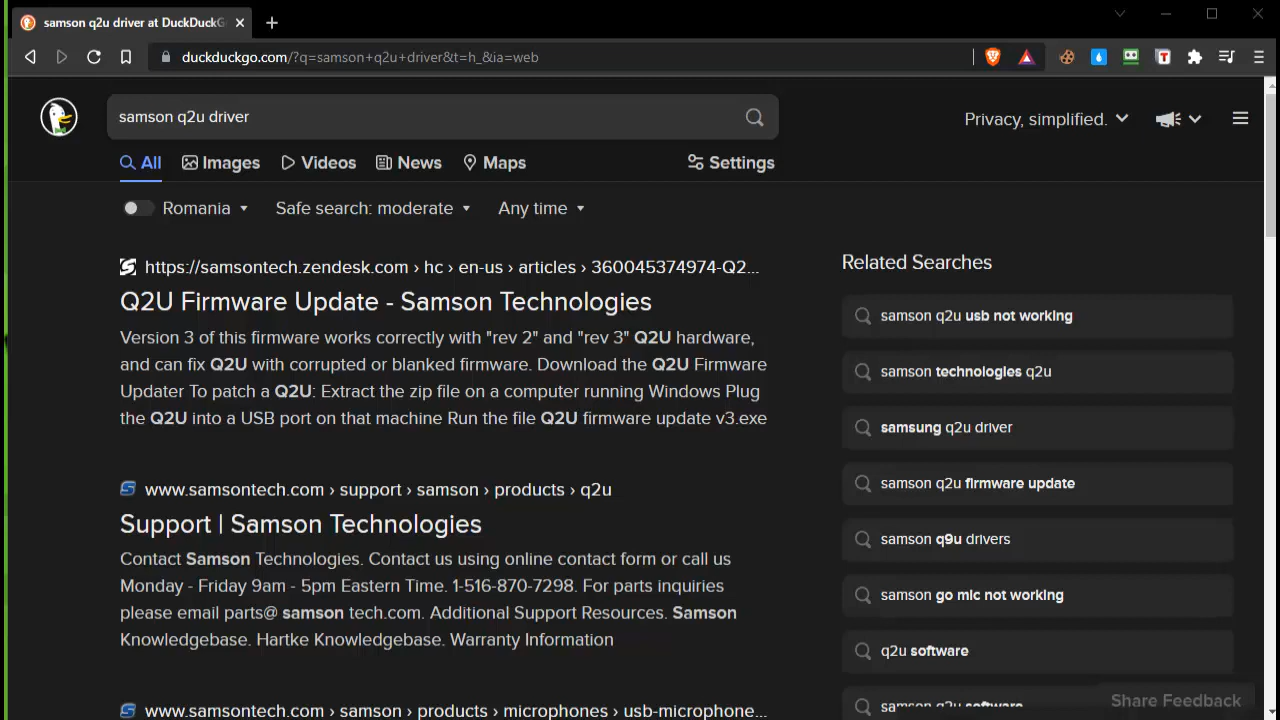 samson q2u driver at DuckDuckG
duckduckgo.com/?q=samson+q2u+driver&t=h_&ia=web
samson q2u driver
Privacy, simplified.
All
Images
Videos
News
Maps
Settings
Romania
Safe search: moderate
Any time
https://samsontech.zendesk.com › hc › en-us › articles › 360045374974-Q2...
Q2U Firmware Update - Samson Technologies
Version 3 of this firmware works correctly with "rev 2" and "rev 3" Q2U hardware,
and can fix Q2U with corrupted or blanked firmware. Download the Q2U Firmware
Updater To patch a Q2U: Extract the zip file on a computer running Windows Plug
the Q2U into a USB port on that machine Run the file Q2U firmware update v3.exe
www.samsontech.com › support › samson › products › q2u
Support | Samson Technologies
Contact Samson Technologies. Contact us using online contact form or call us
Monday - Friday 9am - 5pm Eastern Time. 1-516-870-7298. For parts inquiries
please email parts@ samson tech.com. Additional Support Resources. Samson
Knowledgebase. Hartke Knowledgebase. Warranty Information
www.samsontech.com › samson › products › microphones › usb-microphone...
Related Searches
samson q2u usb not working
samson technologies q2u
samsung q2u driver
samson q2u firmware update
samson q9u drivers
samson go mic not working
q2u software
samson q2u software
Share Feedback